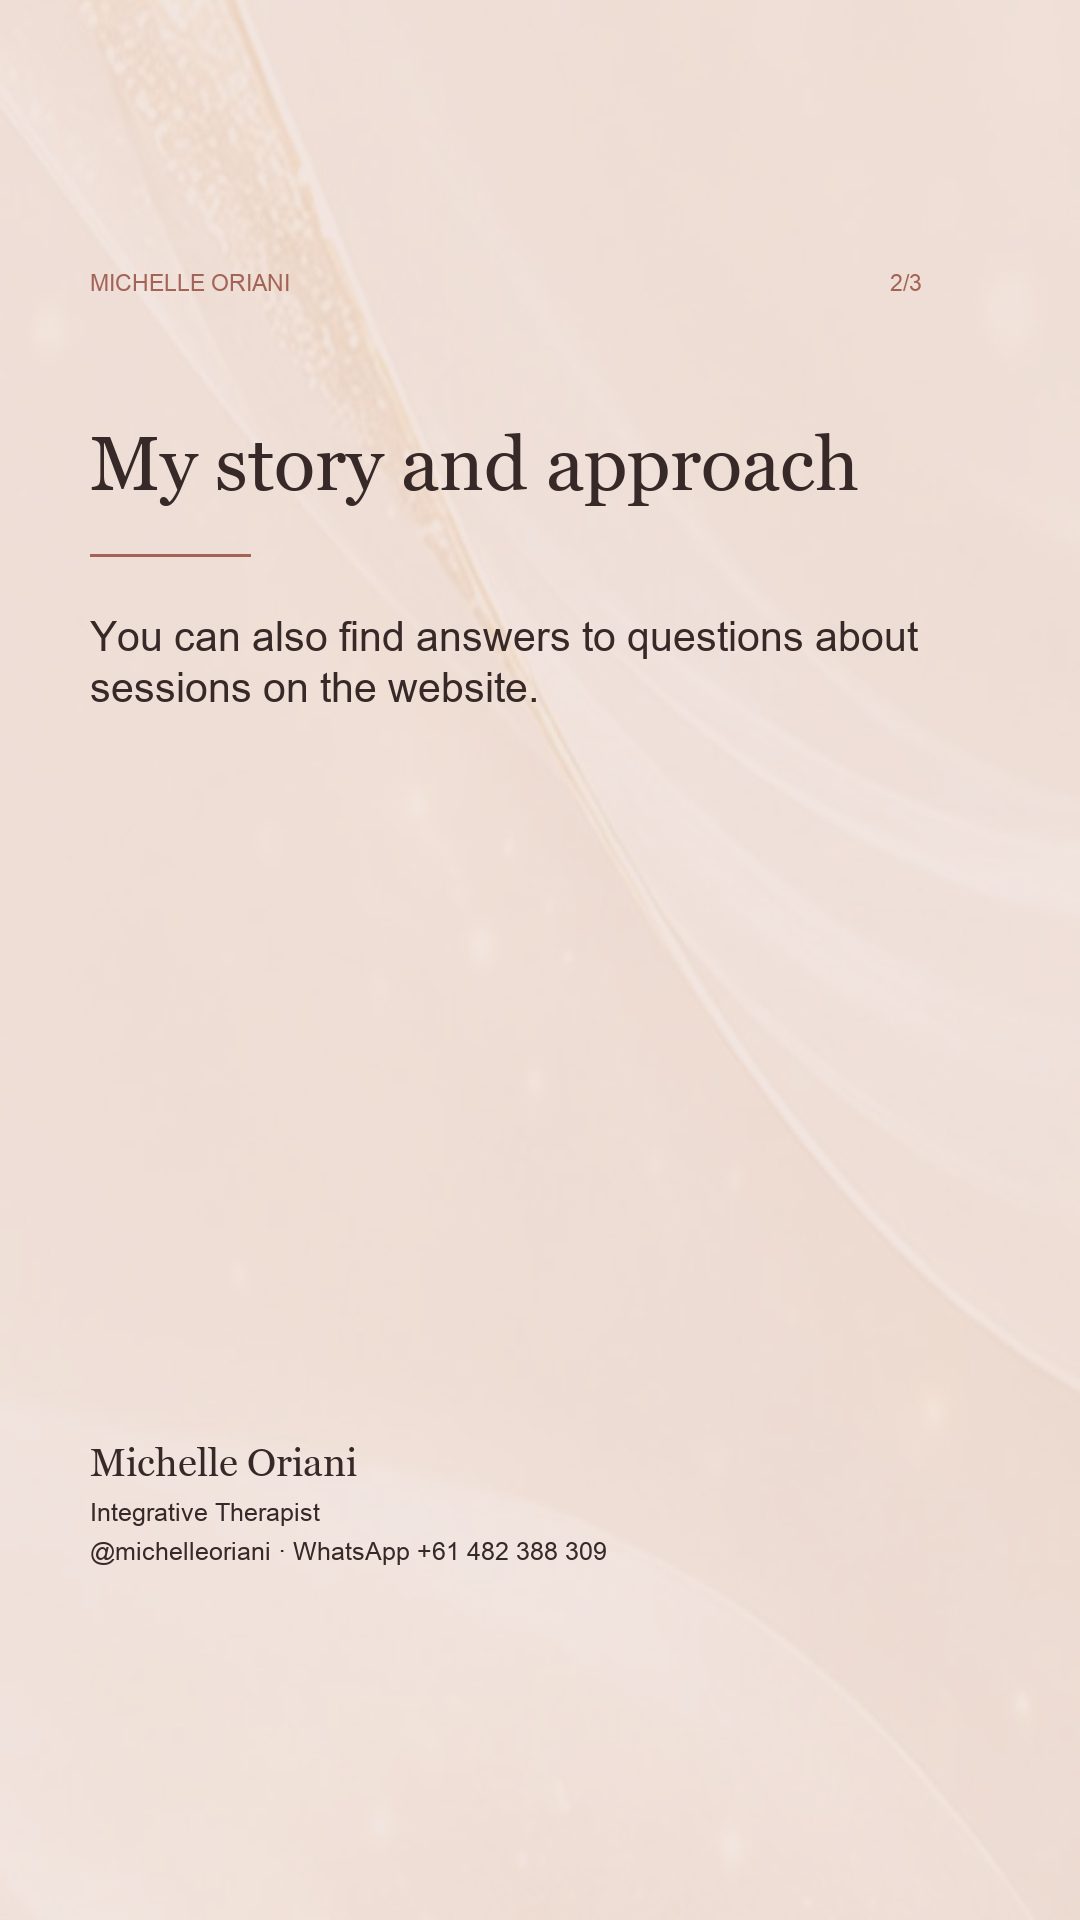 MICHELLE ORIANI
2/3
My story and approach
You can also find answers to questions about
sessions on the website.
Michelle Oriani
Integrative Therapist
@michelleoriani · WhatsApp +61 482 388 309